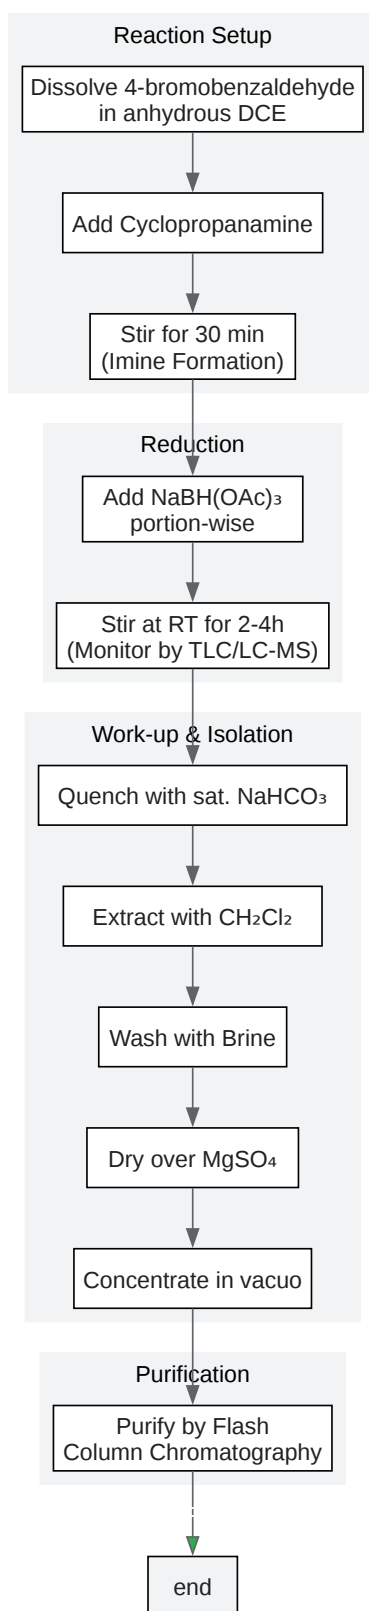 Reaction Setup
Dissolve 4-bromobenzaldehyde
in anhydrous DCE
Add Cyclopropanamine
Stir for 30 min
(Imine Formation)
Reduction
Add NaBH(OAc)₃
portion-wise
Stir at RT for 2-4h
(Monitor by TLC/LC-MS)
Work-up & Isolation
Quench with sat. NaHCO₃
Extract with CH₂Cl₂
Wash with Brine
Dry over MgSO₄
Concentrate in vacuo
Purification
Purify by Flash
Column Chromatography
end